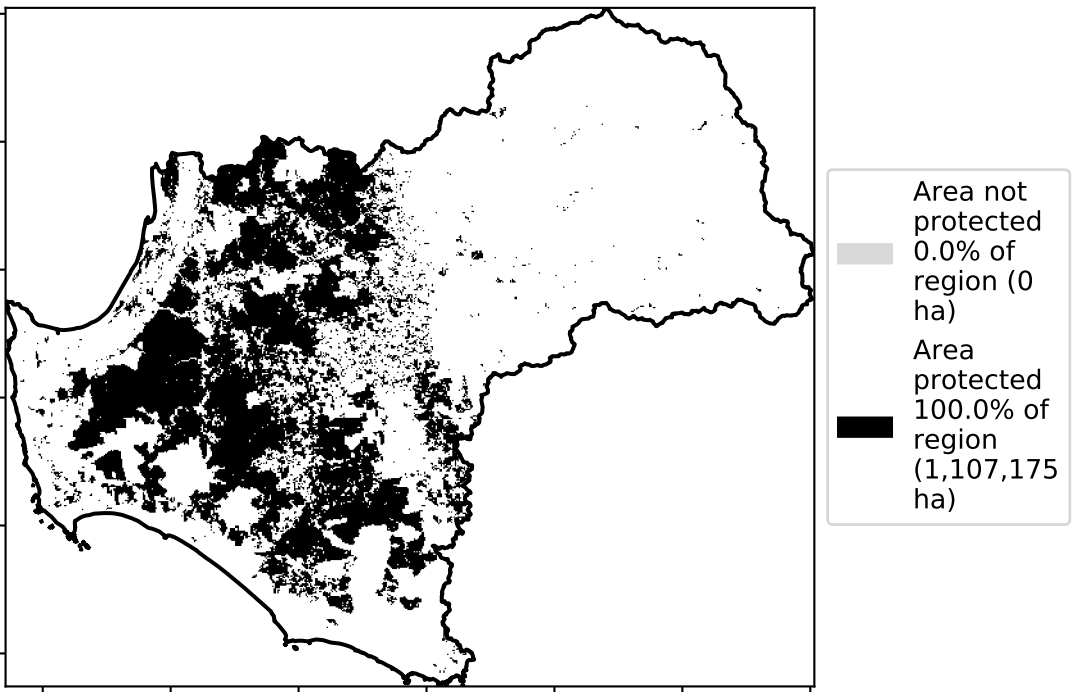 Area not
protected
0.0% of
region (0
ha)
Area
protected
100.0% of
region
(1,107,175
ha)